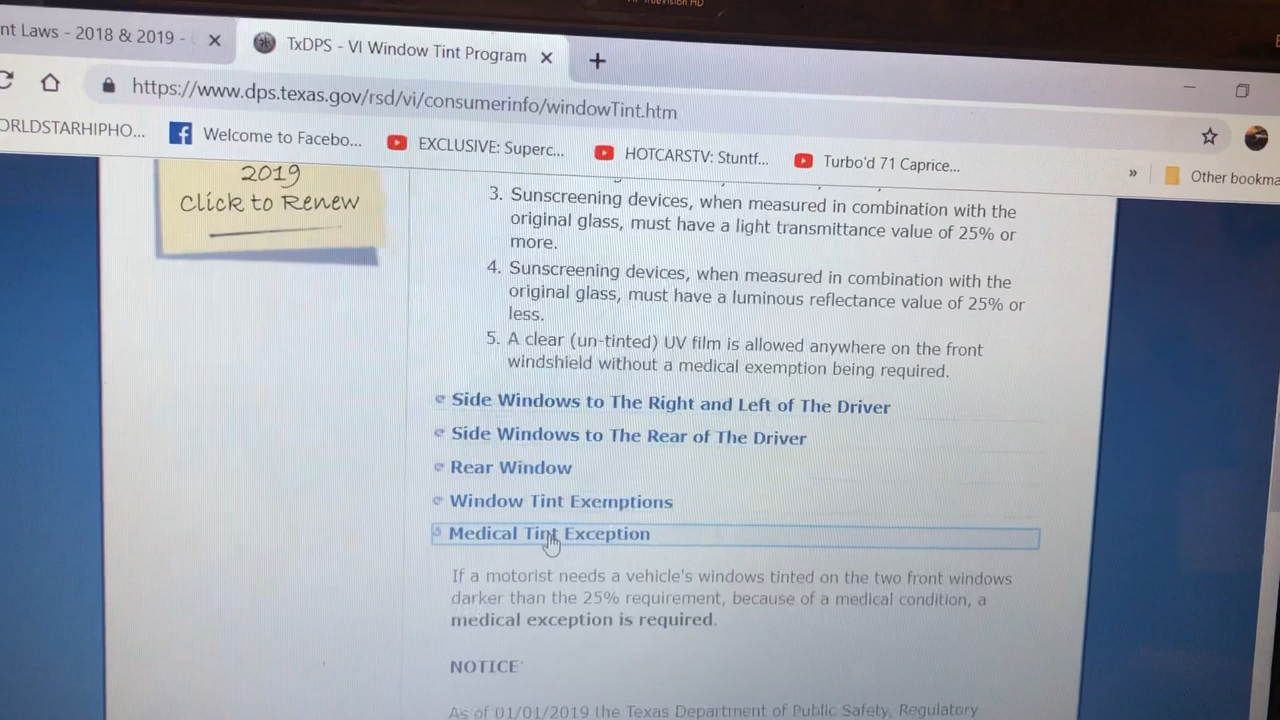 TrueVision HD
nt Laws - 2018 & 2019 -
TxDPS - VI Window Tint Program
https://www.dps.texas.gov/rsd/vi/consumerinfo/windowTint.htm
ORLDSTARHIPHO...
Welcome to Facebo...
EXCLUSIVE: Superc...
HOTCARSTV: Stuntf...
Turbo'd 71 Caprice...
»
Other bookma
2019
Click to Renew
3. Sunscreening devices, when measured in combination with the
original glass, must have a light transmittance value of 25% or
more.
4. Sunscreening devices, when measured in combination with the
original glass, must have a luminous reflectance value of 25% or
less.
5. A clear (un-tinted) UV film is allowed anywhere on the front
windshield without a medical exemption being required.
Side Windows to The Right and Left of The Driver
Side Windows to The Rear of The Driver
Rear Window
Window Tint Exemptions
Medical Tint Exception
If a motorist needs a vehicle's windows tinted on the two front windows
darker than the 25% requirement, because of a medical condition, a
medical exception is required.
NOTICE
As of 01/01/2019 the Texas Department of Public Safety, Regulatory